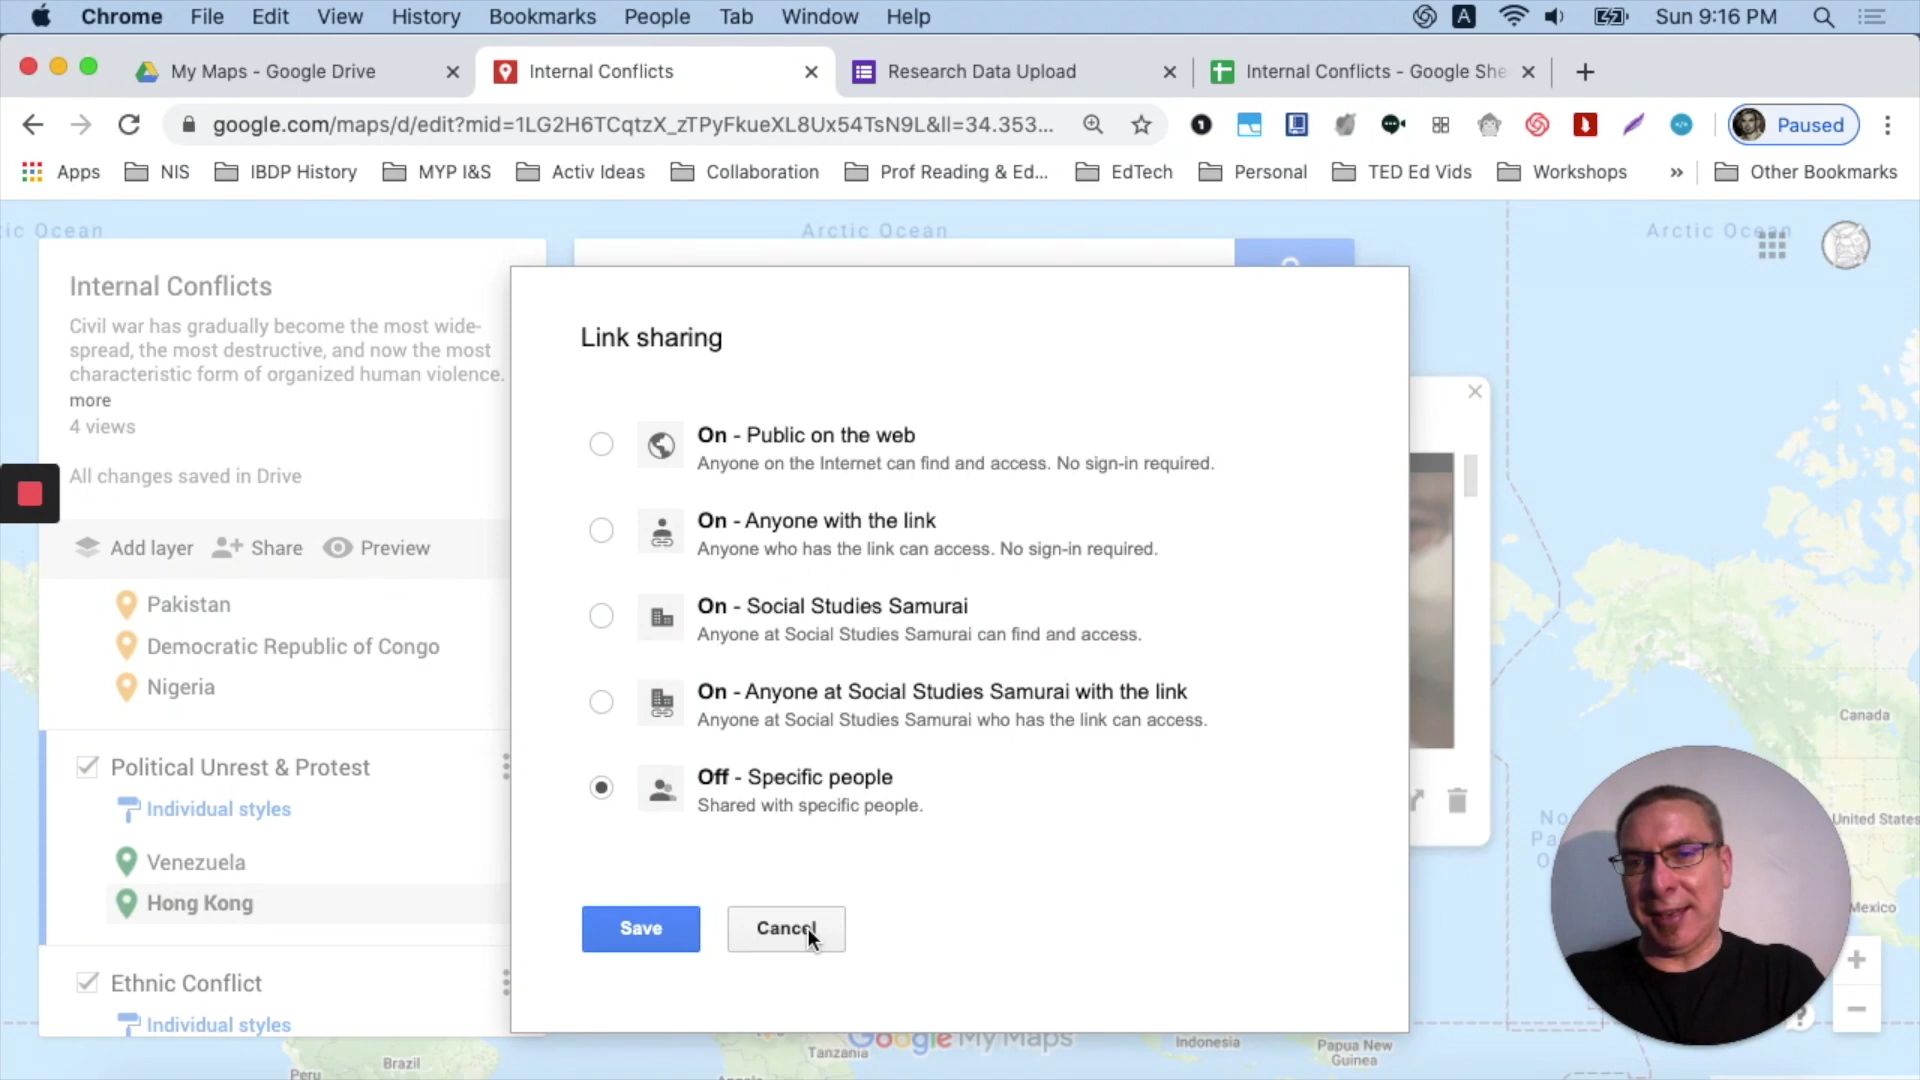 Chrome File Edit View History Bookmarks People Tab Window Help
A
Sun 9:16 PM
My Maps - Google Drive
Internal Conflicts
Research Data Upload
Internal Conflicts - Google She
google.com/maps/d/edit?mid=1LG2H6TCqtzX_zTPyFkueXL8Ux54TsN9L&ll=34.353...
Paused
Apps
NIS
IBDP History
MYP I&S
Activ Ideas
Collaboration
Prof Reading & Ed...
EdTech
Personal
TED Ed Vids
Workshops
»
Other Bookmarks
tic Ocean
Arctic Ocean
Arctic Ocean
Internal Conflicts
Civil war has gradually become the most wide-
spread, the most destructive, and now the most
characteristic form of organized human violence.
more
4 views
All changes saved in Drive
Add layer
Share
Preview
Pakistan
Democratic Republic of Congo
Nigeria
Political Unrest & Protest
Individual styles
Venezuela
Hong Kong
Ethnic Conflict
Individual styles
Link sharing
On - Public on the web
Anyone on the Internet can find and access. No sign-in required.
On - Anyone with the link
Anyone who has the link can access. No sign-in required.
On - Social Studies Samurai
Anyone at Social Studies Samurai can find and access.
On - Anyone at Social Studies Samurai with the link
Anyone at Social Studies Samurai who has the link can access.
Off - Specific people
Shared with specific people.
Save
Cancel
Canada
United States
No
Pa
O
Mexico
Google My Maps
Brazil
Peru
Tanzania
Indonesia
Papua New
Guinea